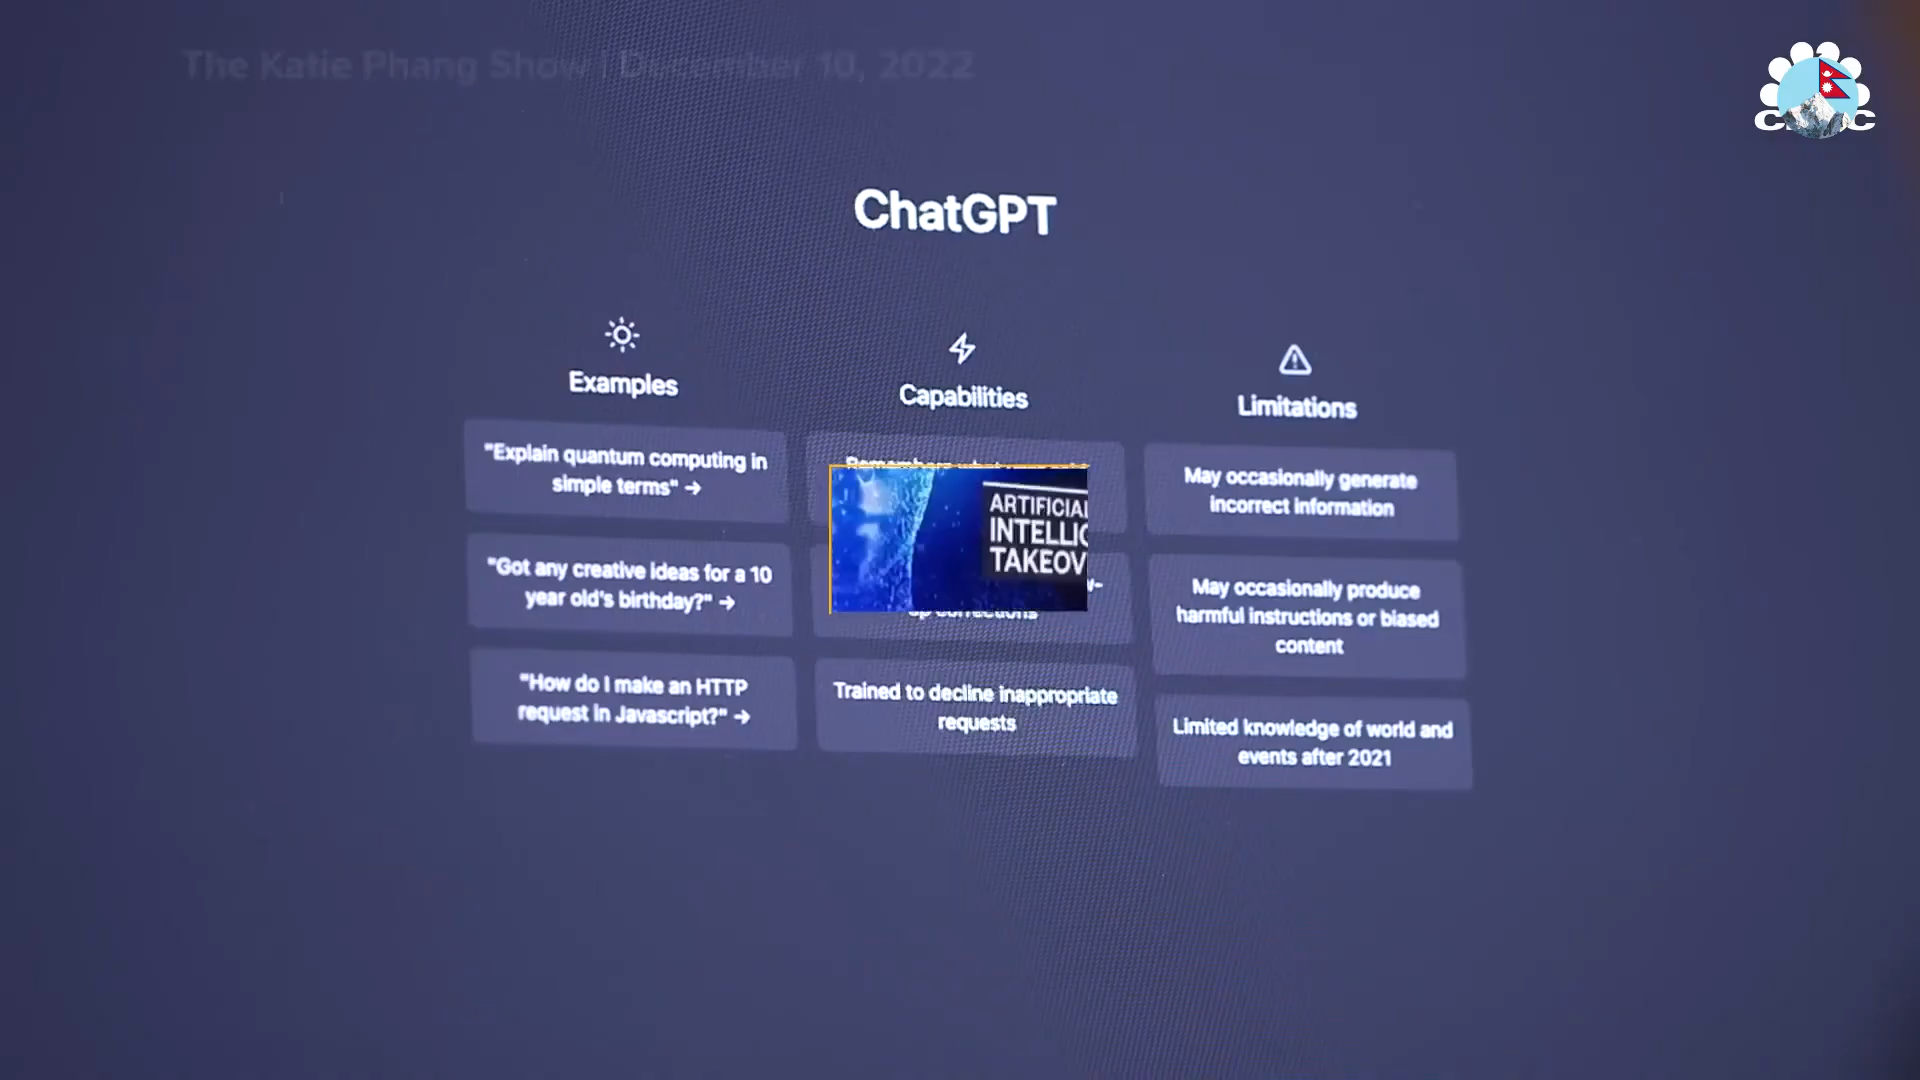 The Katie Phang Show | December 10, 2022
ChatGPT
Examples
"Explain quantum computing in
simple terms" →
"Got any creative ideas for a 10
year old's birthday?" →
"How do I make an HTTP
request in Javascript?" →
Capabilities
ARTIFICIAL
up corrections
Trained to decline inappropriate
requests
Limitations
May occasionally generate
incorrect information
May occasionally produce
harmful instructions or biased
content
Limited knowledge of world and
events after 2021